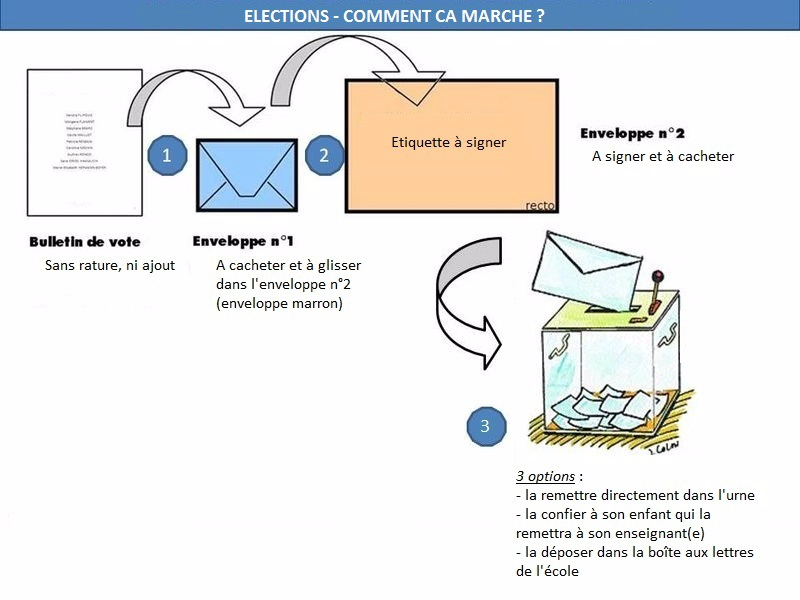 ELECTIONS - COMMENT CA MARCHE ?
1
2
Etiquette à signer
recto
Enveloppe n°2
A signer et à cacheter
Bulletin de vote
Sans rature, ni ajout
Enveloppe n°1
A cacheter et à glisser
dans l'enveloppe n°2
(enveloppe marron)
3
3 options :
- la remettre directement dans l'urne
- la confier à son enfant qui la
remettra à son enseignant(e)
- la déposer dans la boîte aux lettres
de l'école